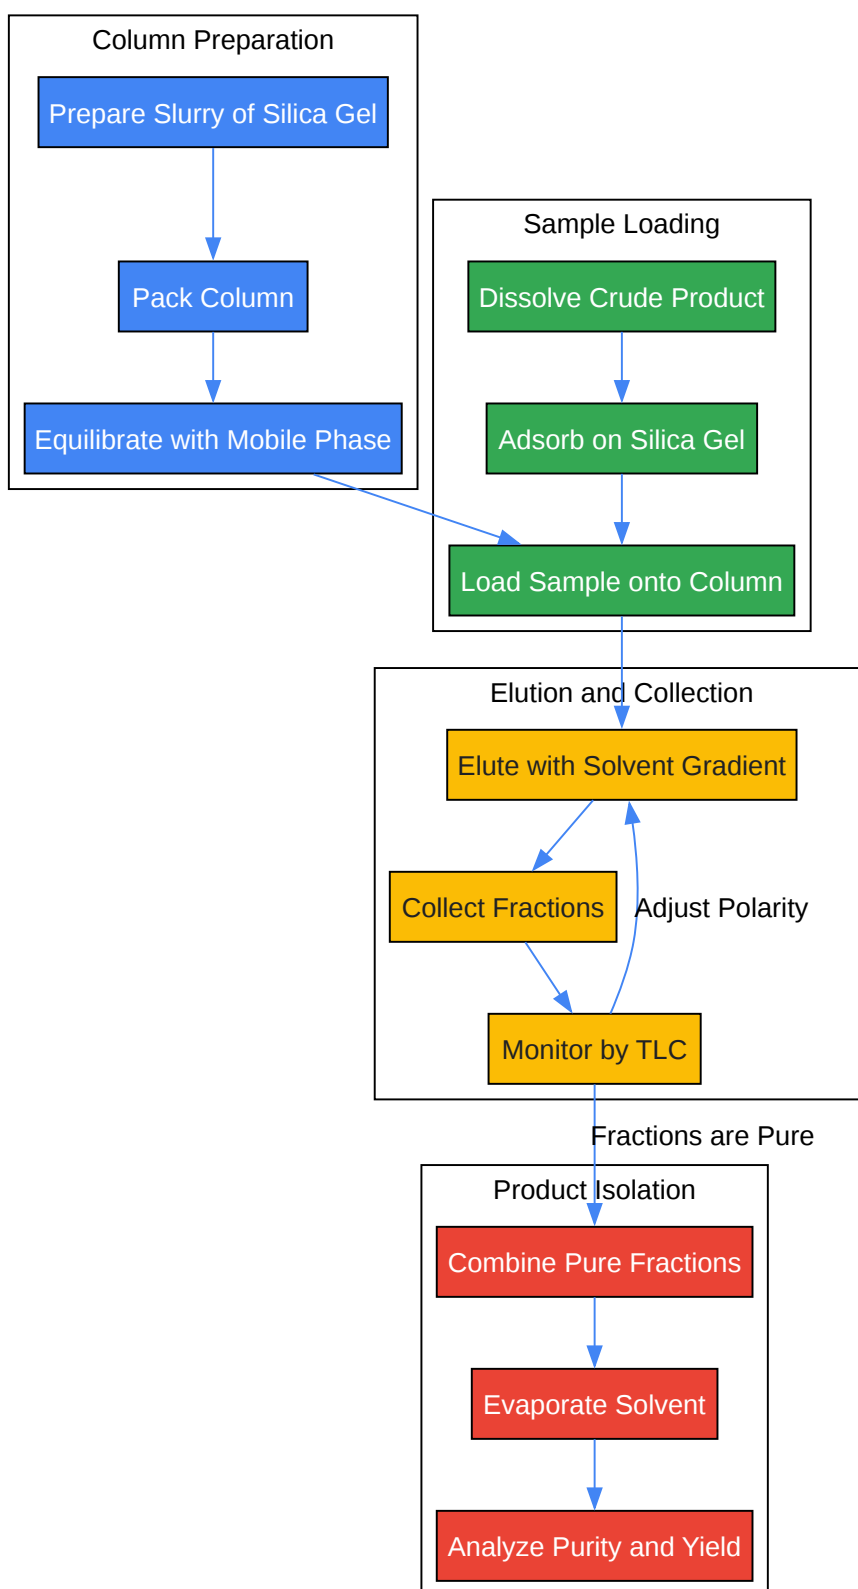 Column Preparation
Prepare Slurry of Silica Gel
Pack Column
Equilibrate with Mobile Phase
Sample Loading
Dissolve Crude Product
Adsorb on Silica Gel
Load Sample onto Column
Elution and Collection
Elute with Solvent Gradient
Collect Fractions
Adjust Polarity
Monitor by TLC
Fractions are Pure
Product Isolation
Combine Pure Fractions
Evaporate Solvent
Analyze Purity and Yield